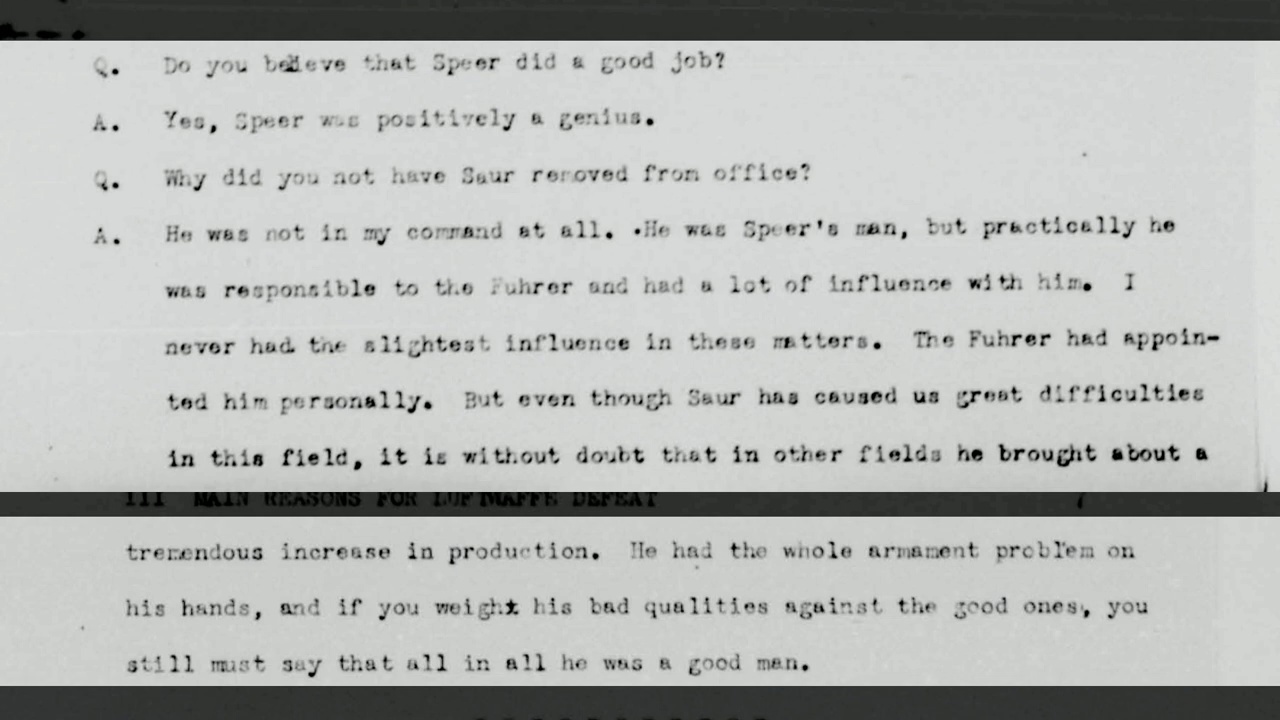 Q. Do you believe that Speer did a good job?
A. Yes, Speer was positively a genius.
Q. Why did you not have Saur removed from office?
A. He was not in my command at all. He was Speer's man, but practically he
was responsible to the Fuhrer and had a lot of influence with him. I
never had the slightest influence in these matters. The Fuhrer had appoin-
ted him personally. But even though Saur has caused us great difficulties
in this field, it is without doubt that in other fields he brought about a
III MAIN REASONS FOR LUFTWAFFE DEFEAT
tremendous increase in production. He had the whole armament problem on
his hands, and if you weight his bad qualities against the good ones, you
still must say that all in all he was a good man.